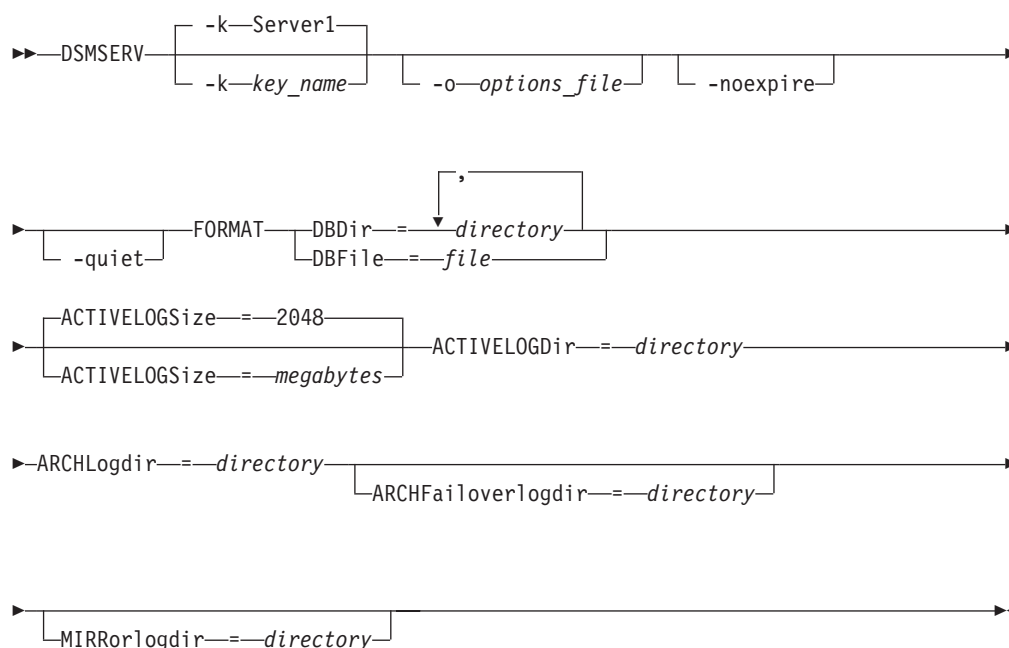 -k Server1
DSMSERV
-k key_name
-o options_file
-noexpire
,
-quiet
FORMAT
DBDir = directory
DBFile = file
ACTIVELOGSize = 2048
ACTIVELOGSize = megabytes
ACTIVELOGDir = directory
ARCHLogdir = directory
ARCHFailoverlogdir = directory
MIRRorlogdir = directory